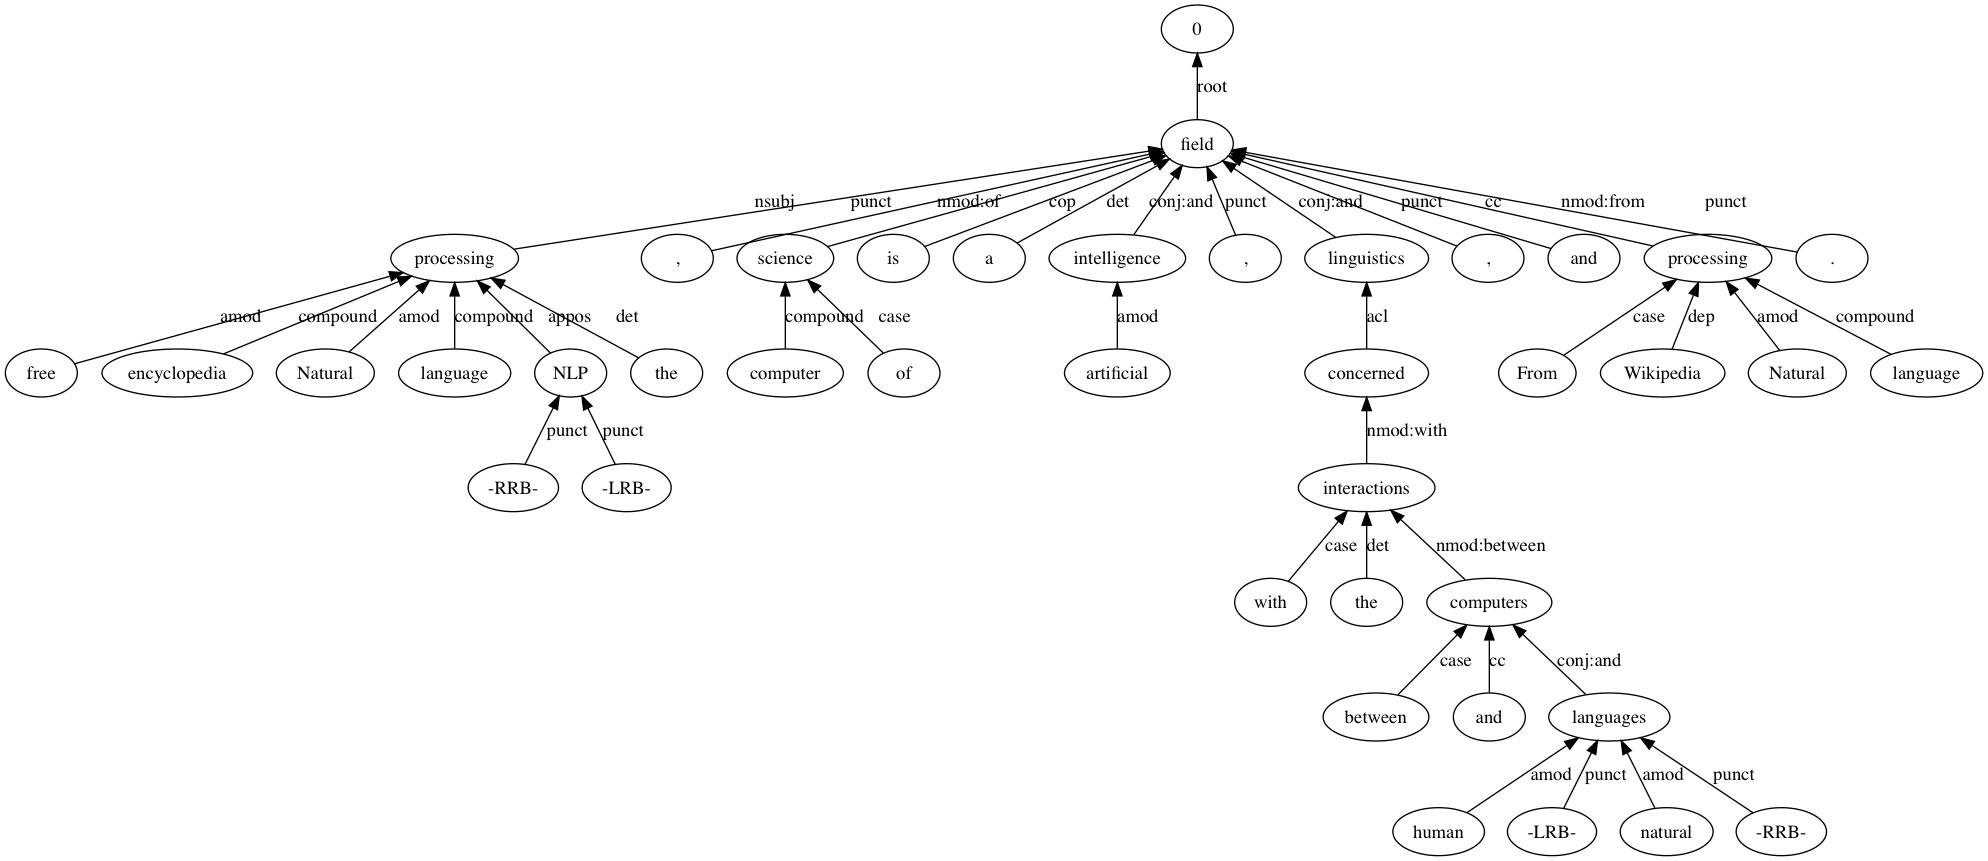 0
root
field
nsubj punct nmod:of cop det conj:and punct conj:and punct cc nmod:from punct
processing , science is a intelligence , linguistics , and processing .
amod compound amod compound appos det compound case amod acl case dep amod compound
free encyclopedia Natural language NLP the computer of artificial concerned From Wikipedia Natural language
punct punct nmod:with
-RRB- -LRB- interactions
case det nmod:between
with the computers
case cc conj:and
between and languages
amod punct amod punct
human -LRB- natural -RRB-